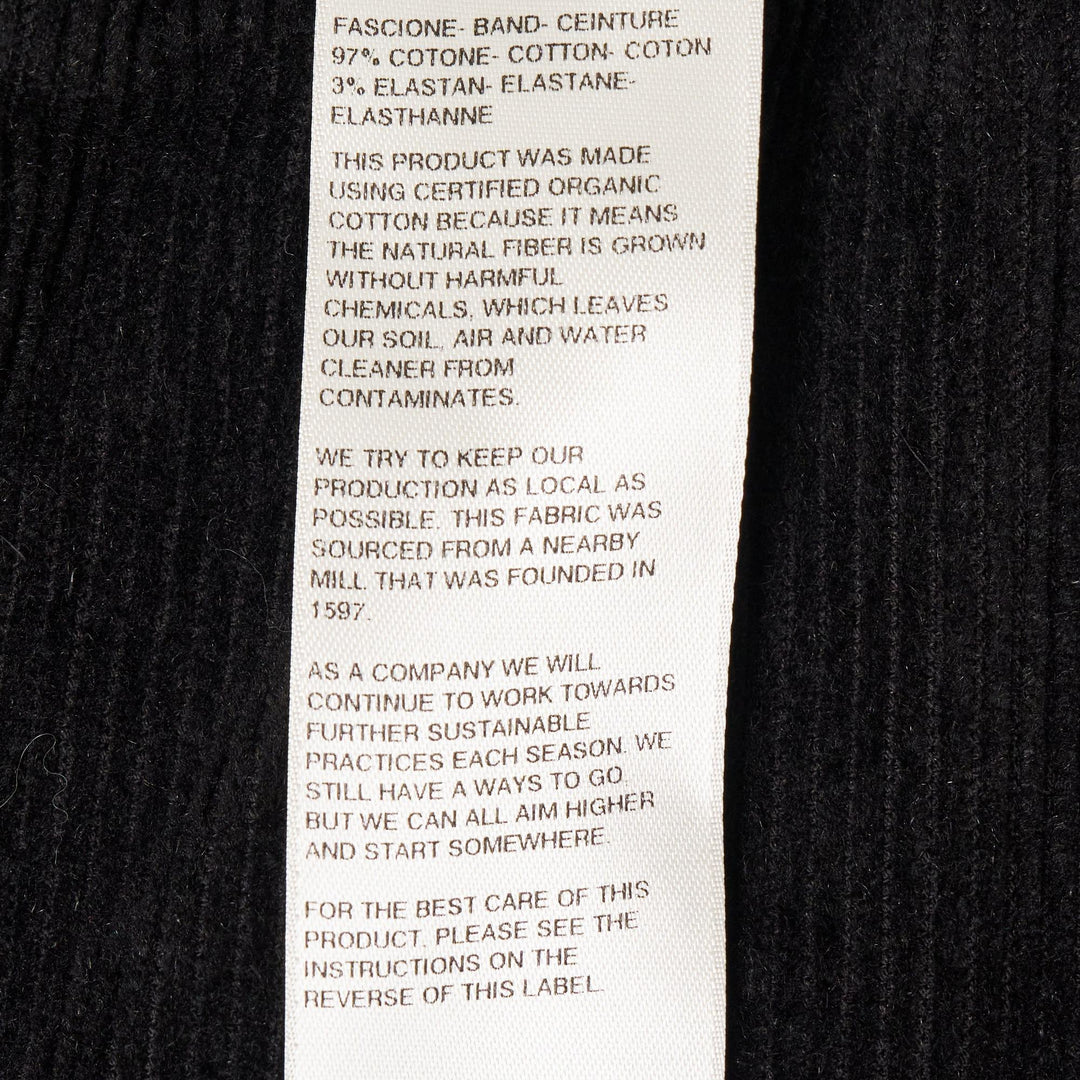 FASCIONE- BAND- CEINTURE
97% COTONE- COTTON- COTON
3% ELASTAN- ELASTANE-
ELASTHANNE
THIS PRODUCT WAS MADE
USING CERTIFIED ORGANIC
COTTON BECAUSE IT MEANS
THE NATURAL FIBER IS GROWN
WITHOUT HARMFUL
CHEMICALS, WHICH LEAVES
OUR SOIL, AIR AND WATER
CLEANER FROM
CONTAMINATES.
WE TRY TO KEEP OUR
PRODUCTION AS LOCAL AS
POSSIBLE. THIS FABRIC WAS
SOURCED FROM A NEARBY
MILL THAT WAS FOUNDED IN
1597.
AS A COMPANY WE WILL
CONTINUE TO WORK TOWARDS
FURTHER SUSTAINABLE
PRACTICES EACH SEASON. WE
STILL HAVE A WAYS TO GO
BUT WE CAN ALL AIM HIGHER
AND START SOMEWHERE.
FOR THE BEST CARE OF THIS
PRODUCT, PLEASE SEE THE
INSTRUCTIONS ON THE
REVERSE OF THIS LABEL.